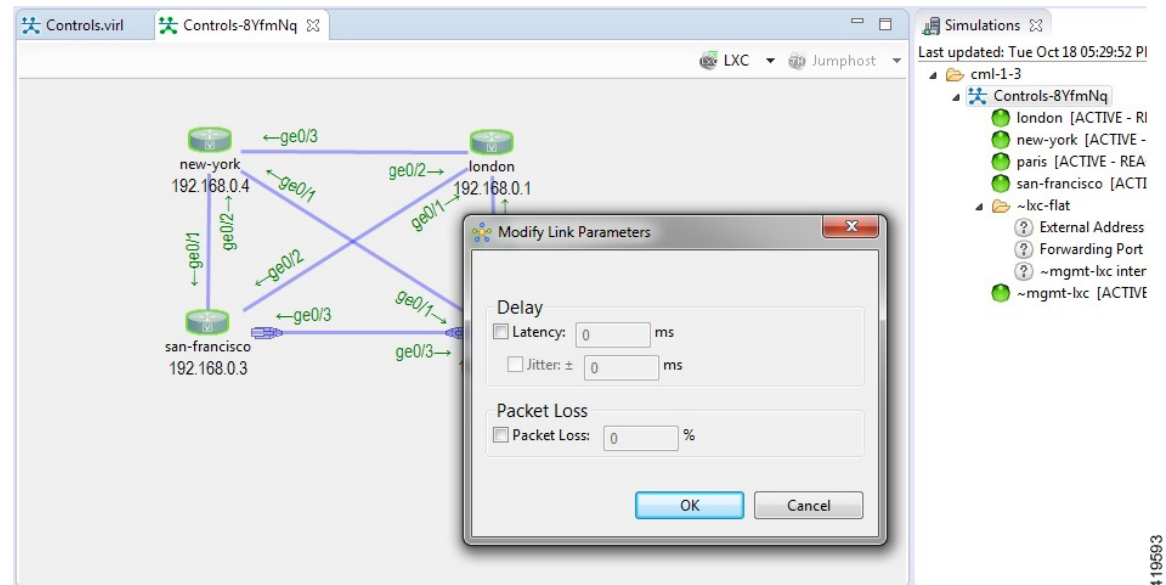 Controls.virl
Controls-8YfmNq
LXC
Jumphost
←ge0/3
new-york
192.168.0.4
ge0/2→
london
192.168.0.1
←ge0/1
ge0/1→
←ge0/1
ge0/2→
←ge0/2
san-francisco
192.168.0.3
←ge0/3
ge0/1→
ge0/3→
Modify Link Parameters
Delay
Latency: 0 ms
Jitter: ± 0 ms
Packet Loss
Packet Loss: 0 %
OK
Cancel
Simulations
Last updated: Tue Oct 18 05:29:52 P
cml-1-3
Controls-8YfmNq
london [ACTIVE - R
new-york [ACTIVE -
paris [ACTIVE - REA
san-francisco [ACTI
~lxc-flat
External Address
Forwarding Port
~mgmt-lxc inter
~mgmt-lxc [ACTIVE
419593